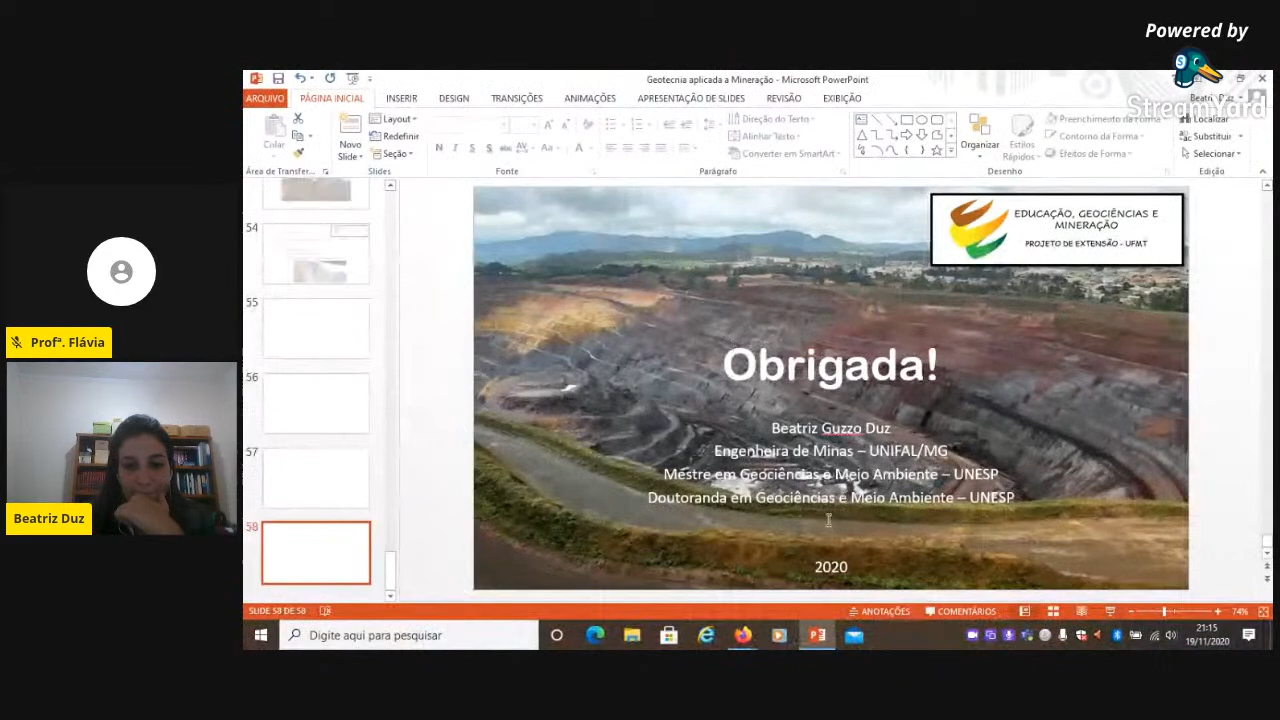 Powered by
StreamYard
Geotecnia aplicada a Mineração - Microsoft PowerPoint
ARQUIVO PÁGINA INICIAL INSERIR DESIGN TRANSIÇÕES ANIMAÇÕES APRESENTAÇÃO DE SLIDES REVISÃO EXIBIÇÃO
Colar
Novo
Slide
Layout
Redefinir
Seção
N I S S abc AV Aa A
Direção do Texto
Alinhar Texto
Converter em SmartArt
Organizar
Estilos
Rápidos
Preenchimento da Forma
Contorno da Forma
Efeitos de Forma
Localizar
Substituir
Selecionar
Área de Transfer... Slides Fonte Parágrafo Desenho Edição
54
55
56
57
58
EDUCAÇÃO, GEOCIÊNCIAS E
MINERAÇÃO
PROJETO DE EXTENSÃO - UFMT
Obrigada!
Beatriz Guzzo Duz
Engenheira de Minas – UNIFAL/MG
Mestre em Geociências e Meio Ambiente – UNESP
Doutoranda em Geociências e Meio Ambiente – UNESP
2020
Profª. Flávia
Beatriz Duz
SLIDE 58 DE 58
ANOTAÇÕES COMENTÁRIOS 74%
Digite aqui para pesquisar
21:15
19/11/2020